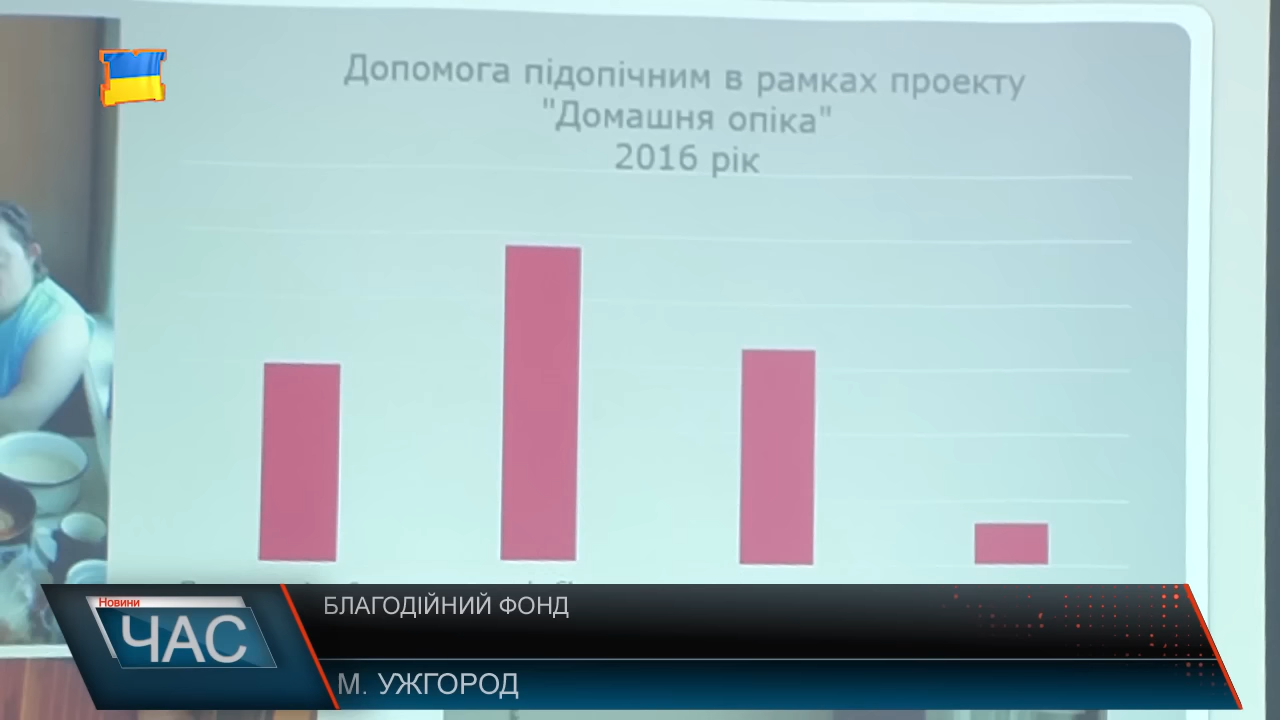 Допомога підопічним в рамках проекту
"Домашня опіка"
2016 рік
Новини
ЧАС
БЛАГОДІЙНИЙ ФОНД
М. УЖГОРОД